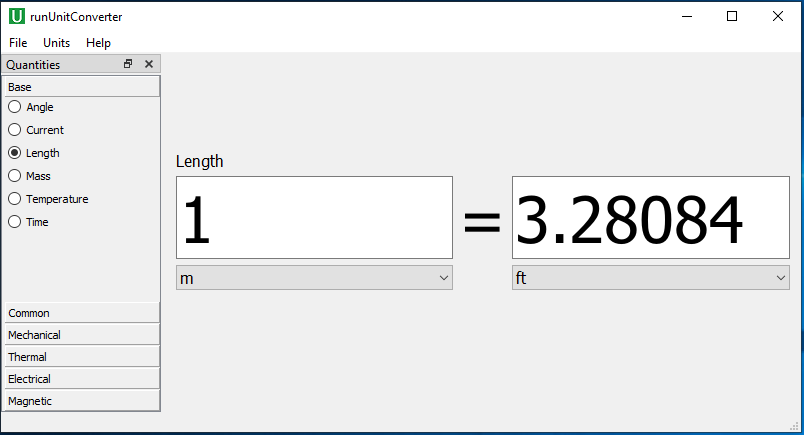 U runUnitConverter
File Units Help
Quantities
Base
Angle
Current
Length
Mass
Temperature
Time
Common
Mechanical
Thermal
Electrical
Magnetic
Length
1 = 3.28084
m ft